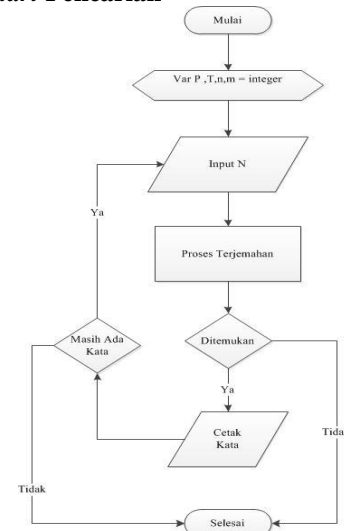 Mulai
Var P ,T,n,m = integer
Input N
Proses Terjemahan
Ditemukan
Ya
Cetak
Kata
Masih Ada
Kata
Ya
Tidak
Tida
Selesai